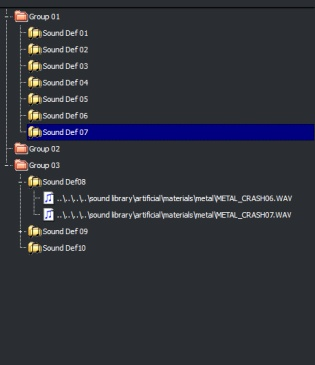 Group 01
Sound Def 01
Sound Def 02
Sound Def 03
Sound Def 04
Sound Def 05
Sound Def 06
Sound Def 07
Group 02
Group 03
Sound Def08
..\..\..\..\sound library\artificial\materials\metal\METAL_CRASH06.WAV
..\..\..\..\sound library\artificial\materials\metal\METAL_CRASH07.WAV
Sound Def 09
Sound Def10